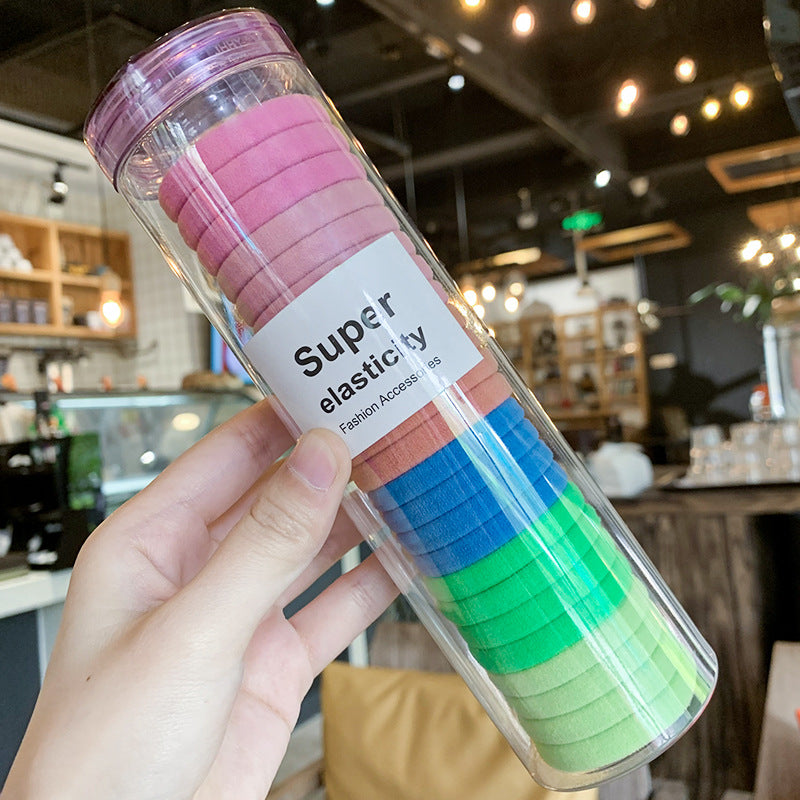 Super
elasticity
Fashion Accessories